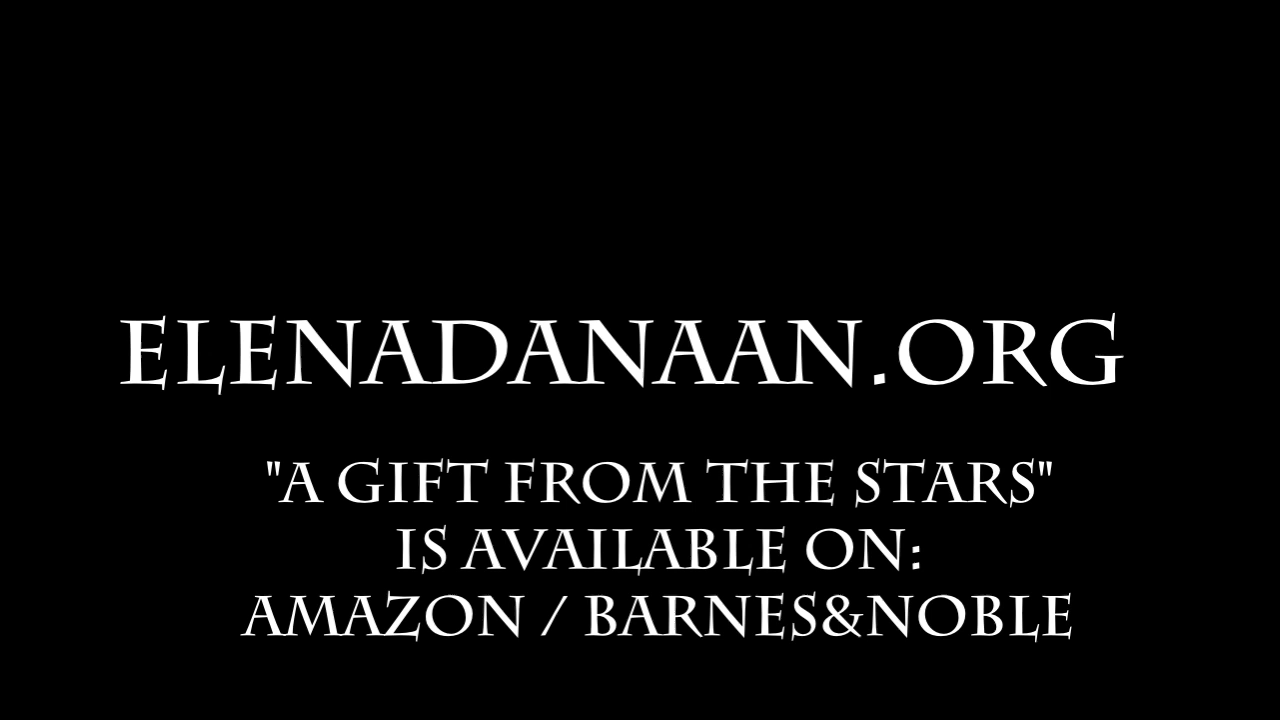 ELENADANAAN.ORG
"A GIFT FROM THE STARS"
IS AVAILABLE ON:
AMAZON / BARNES&NOBLE